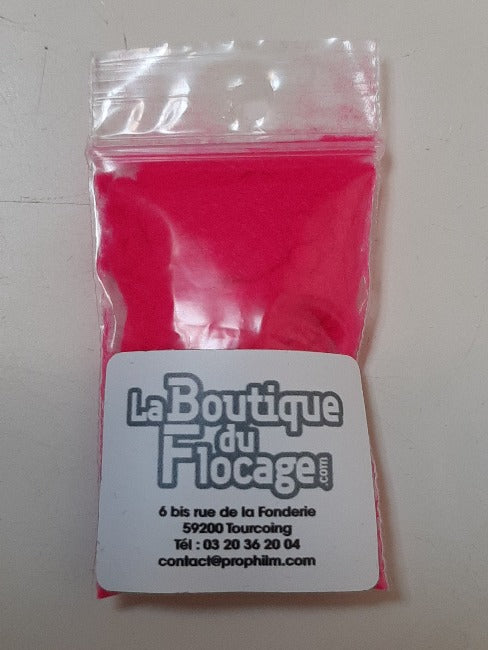 La Boutique
du
Flocage.com
6 bis rue de la Fonderie
59200 Tourcoing
Tél : 03 20 36 20 04
contact@prophilm.com